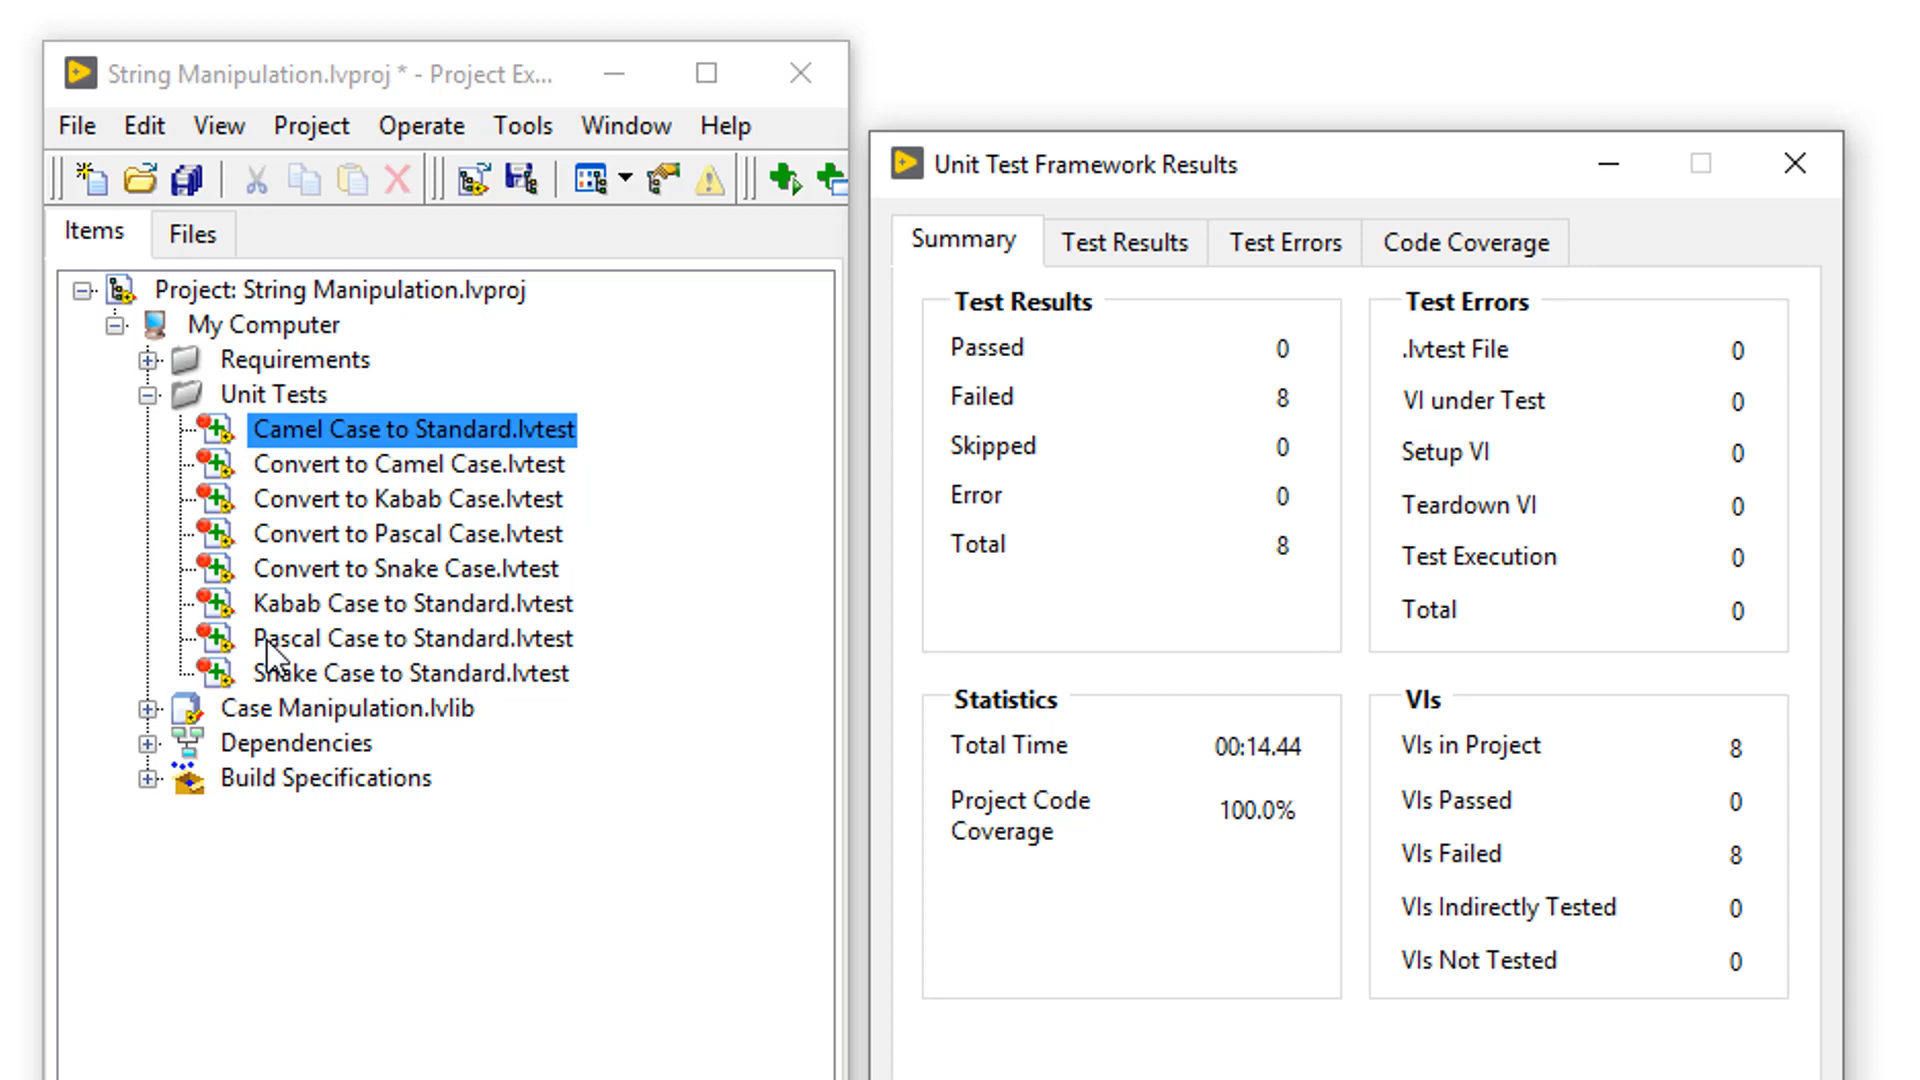 String Manipulation.lvproj * - Project Ex...
File Edit View Project Operate Tools Window Help
Items Files
Project: String Manipulation.lvproj
My Computer
Requirements
Unit Tests
Camel Case to Standard.lvtest
Convert to Camel Case.lvtest
Convert to Kabab Case.lvtest
Convert to Pascal Case.lvtest
Convert to Snake Case.lvtest
Kabab Case to Standard.lvtest
Pascal Case to Standard.lvtest
Snake Case to Standard.lvtest
Case Manipulation.lvlib
Dependencies
Build Specifications
Unit Test Framework Results
Summary Test Results Test Errors Code Coverage
Test Results
Passed 0
Failed 8
Skipped 0
Error 0
Total 8
Test Errors
.lvtest File 0
VI under Test 0
Setup VI 0
Teardown VI 0
Test Execution 0
Total 0
Statistics
Total Time 00:14.44
Project Code 100.0%
Coverage
VIs
VIs in Project 8
VIs Passed 0
VIs Failed 8
VIs Indirectly Tested 0
VIs Not Tested 0